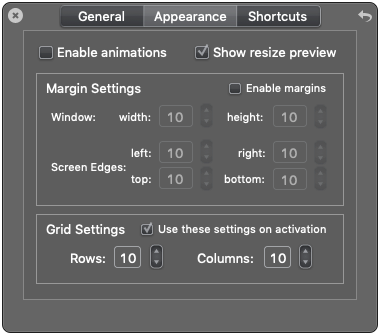 General Appearance Shortcuts
Enable animations Show resize preview
Margin Settings Enable margins
Window: width: 10 height: 10
left: 10 right: 10
Screen Edges:
top: 10 bottom: 10
Grid Settings Use these settings on activation
Rows: 10 Columns: 10